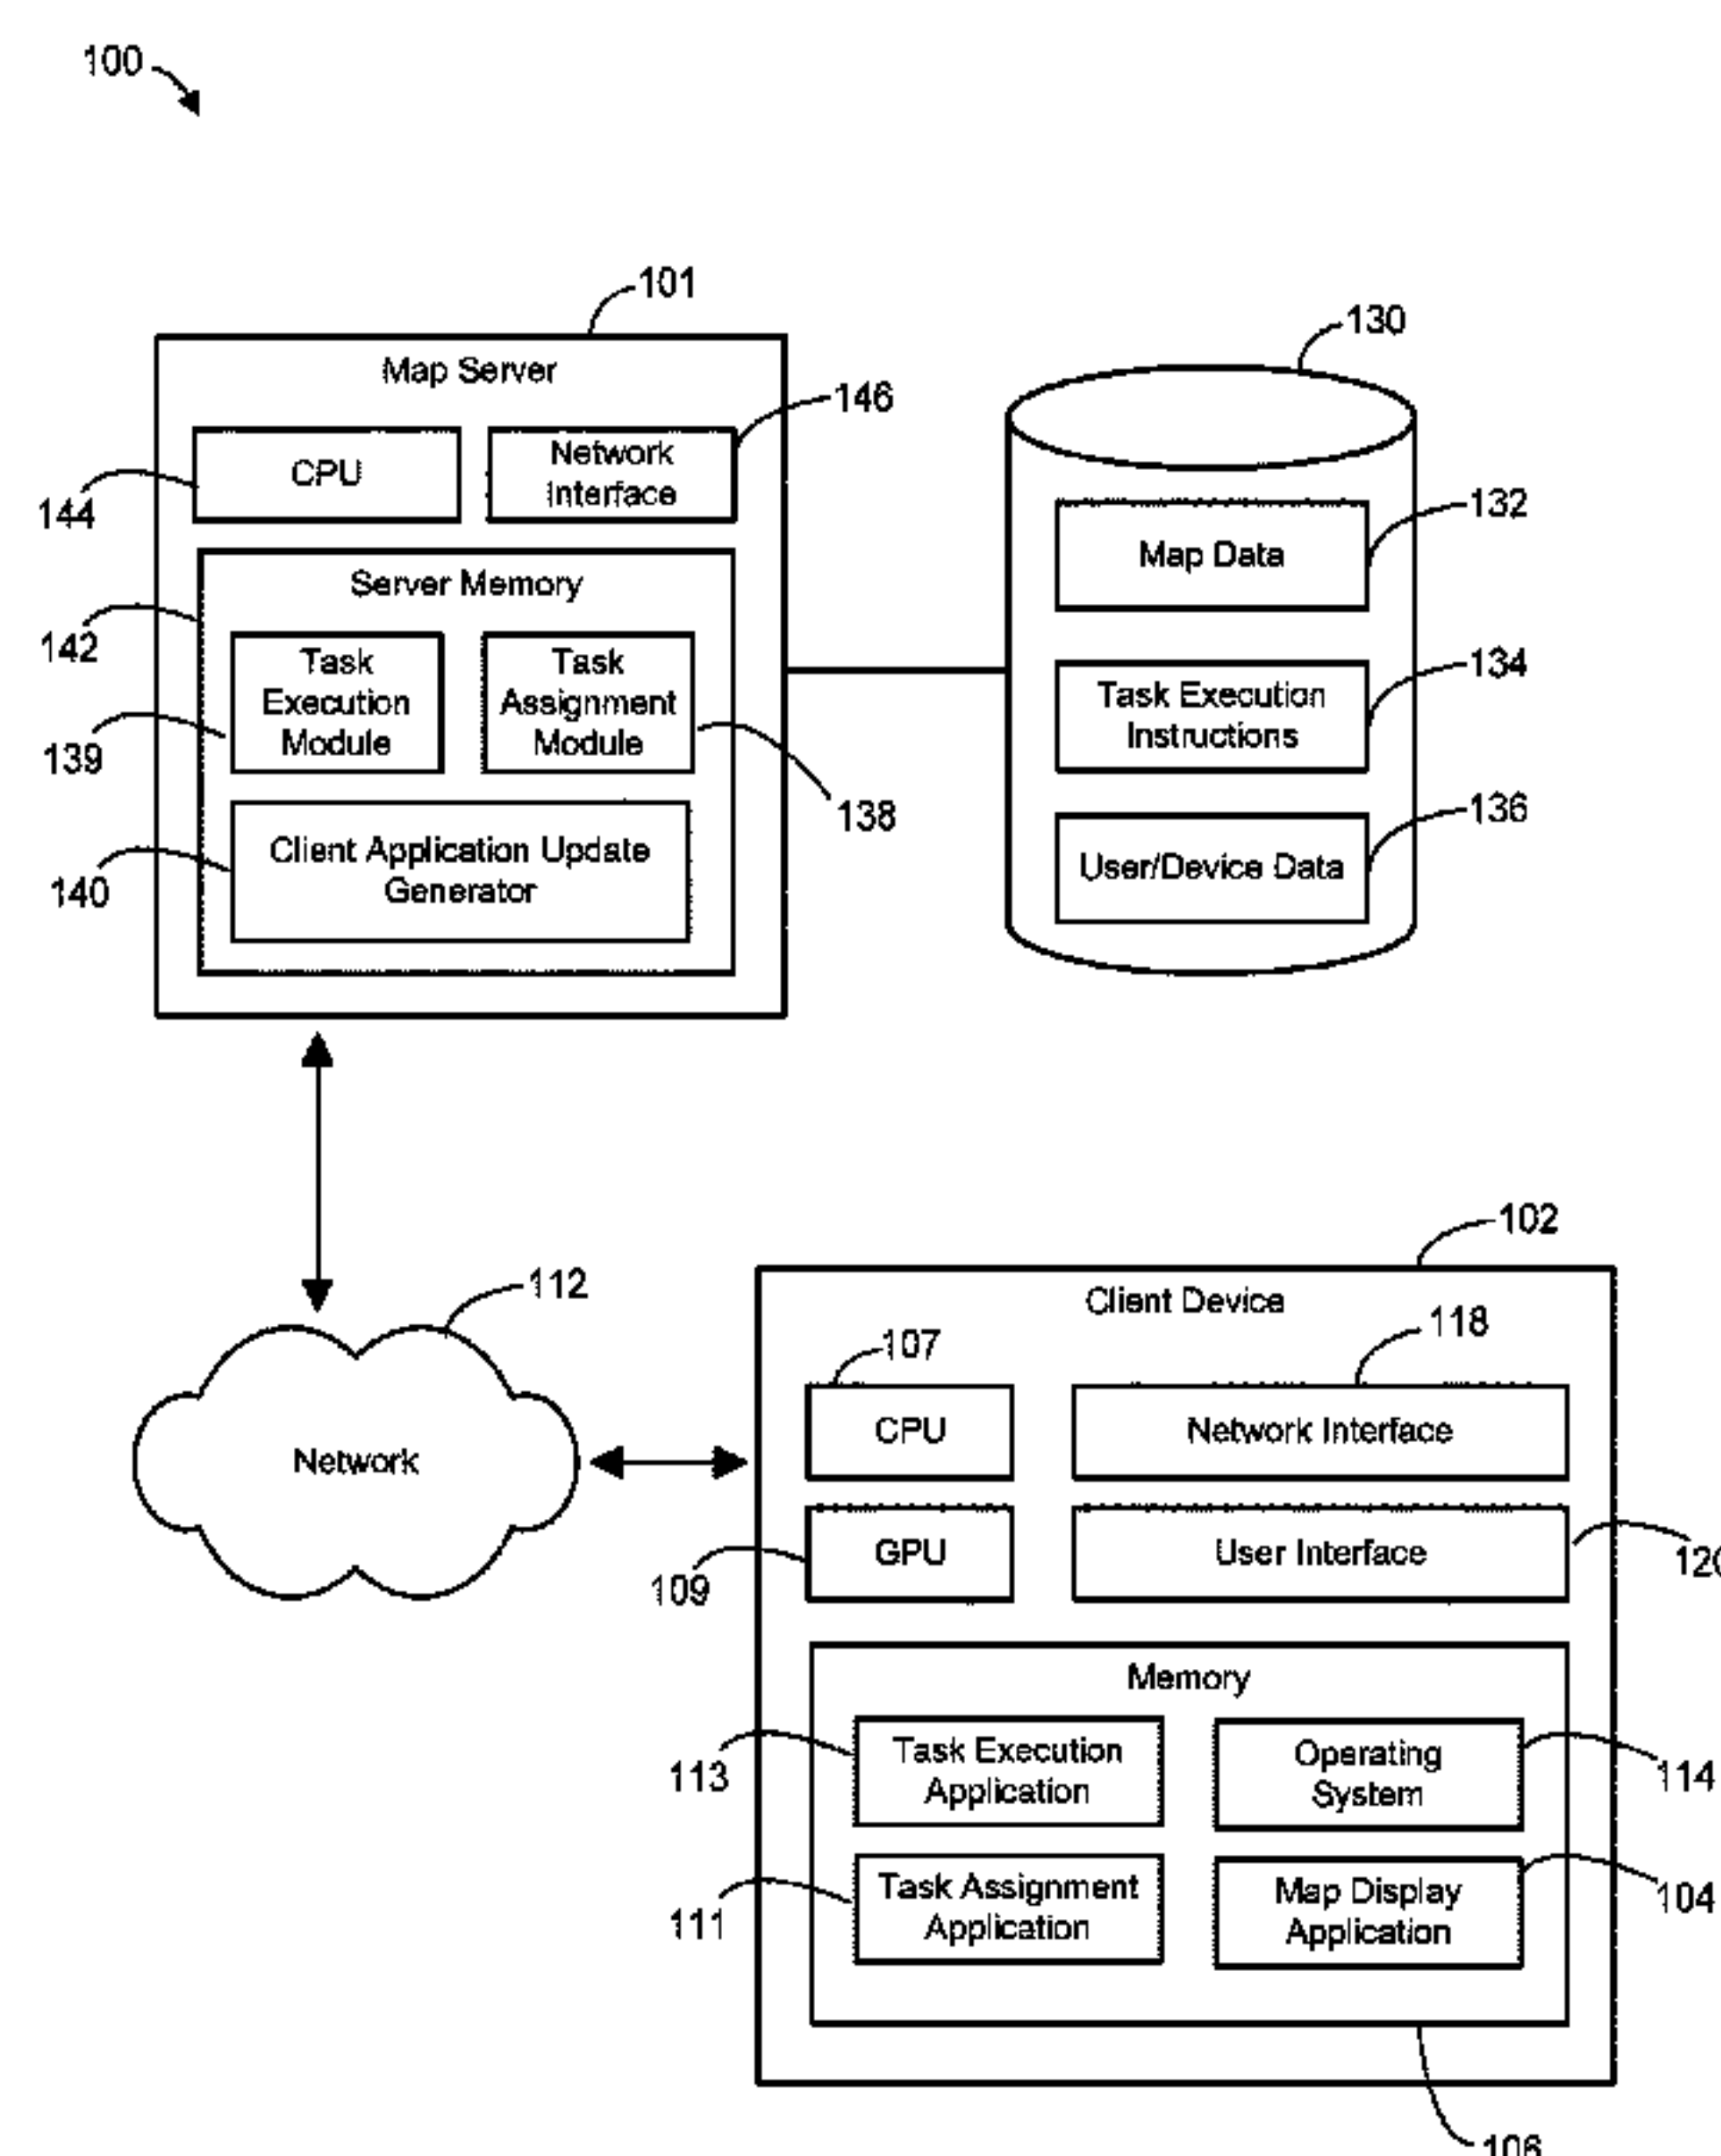 100
101
Map Server
130
146
CPU
Network
Interface
144
132
Map Data
Server Memory
142
Task
Execution
Module
Task
Assignment
Module
134
Task Execution
Instructions
139
138
136
User/Device Data
Client Application Update
Generator
140
102
112
Client Device
118
107
CPU
Network Interface
Network
GPU
User Interface
109
Memory
113
Task Execution
Application
Operating
System
114
111
Task Assignment
Application
Map Display
Application
104
106